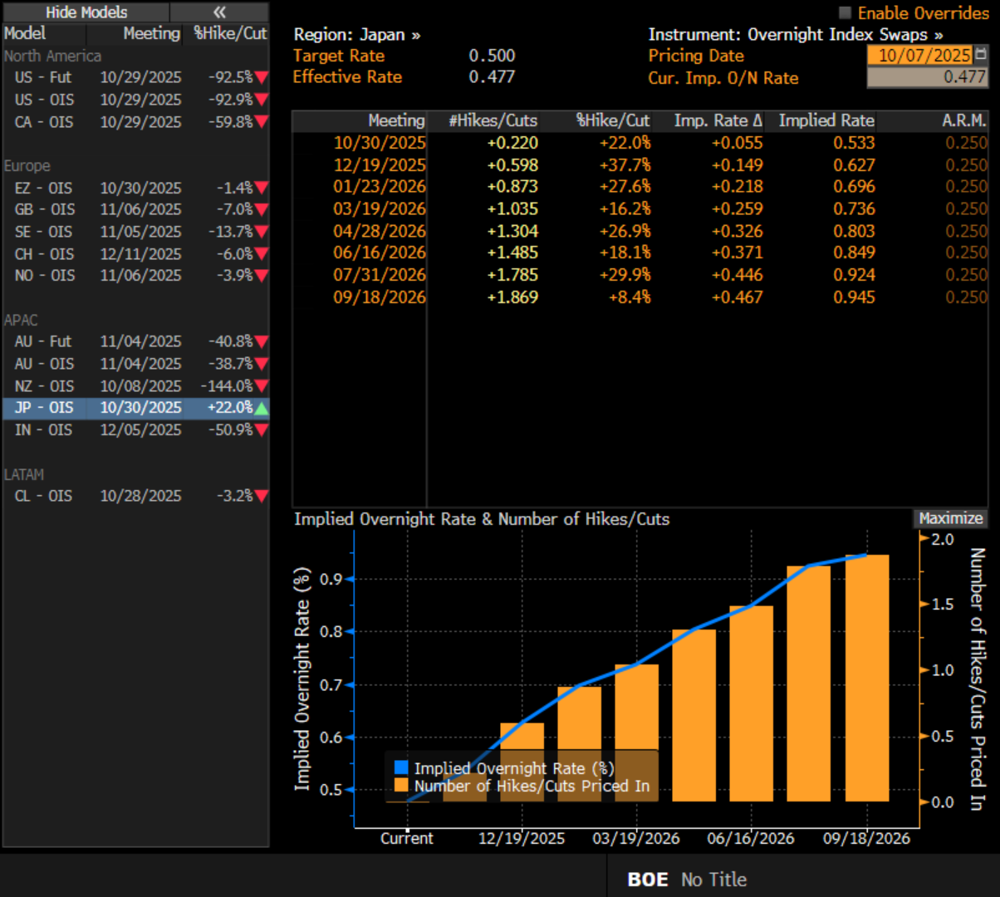 Hide Models «
Model Meeting %Hike/Cut
North America
US - Fut 10/29/2025 -92.5%▼
US - OIS 10/29/2025 -92.9%▼
CA - OIS 10/29/2025 -59.8%▼
Europe
EZ - OIS 10/30/2025 -1.4%▼
GB - OIS 11/06/2025 -7.0%▼
SE - OIS 11/05/2025 -13.7%▼
CH - OIS 12/11/2025 -6.0%▼
NO - OIS 11/06/2025 -3.9%▼
APAC
AU - Fut 11/04/2025 -40.8%▼
AU - OIS 11/04/2025 -38.7%▼
NZ - OIS 10/08/2025 -144.0%▼
JP - OIS 10/30/2025 +22.0%▲
IN - OIS 12/05/2025 -50.9%▼
LATAM
CL - OIS 10/28/2025 -3.2%▼
Enable Overrides
Region: Japan » Instrument: Overnight Index Swaps »
Target Rate 0.500 Pricing Date 10/07/2025
Effective Rate 0.477 Cur. Imp. O/N Rate 0.477
Meeting #Hikes/Cuts %Hike/Cut Imp. Rate Δ Implied Rate A.R.M.
10/30/2025 +0.220 +22.0% +0.055 0.533 0.250
12/19/2025 +0.598 +37.7% +0.149 0.627 0.250
01/23/2026 +0.873 +27.6% +0.218 0.696 0.250
03/19/2026 +1.035 +16.2% +0.259 0.736 0.250
04/28/2026 +1.304 +26.9% +0.326 0.803 0.250
06/16/2026 +1.485 +18.1% +0.371 0.849 0.250
07/31/2026 +1.785 +29.9% +0.446 0.924 0.250
09/18/2026 +1.869 +8.4% +0.467 0.945 0.250
Implied Overnight Rate & Number of Hikes/Cuts Maximize
Implied Overnight Rate (%)
0.9
0.8
0.7
0.6
0.5
2.0
1.5
1.0
0.5
0.0
Number of Hikes/Cuts Priced In
Implied Overnight Rate (%)
Number of Hikes/Cuts Priced In
Current 12/19/2025 03/19/2026 06/16/2026 09/18/2026
BOE No Title